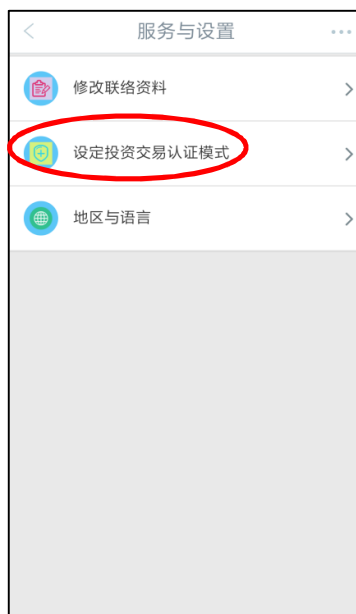 服务与设置
修改联络资料
设定投资交易认证模式
地区与语言